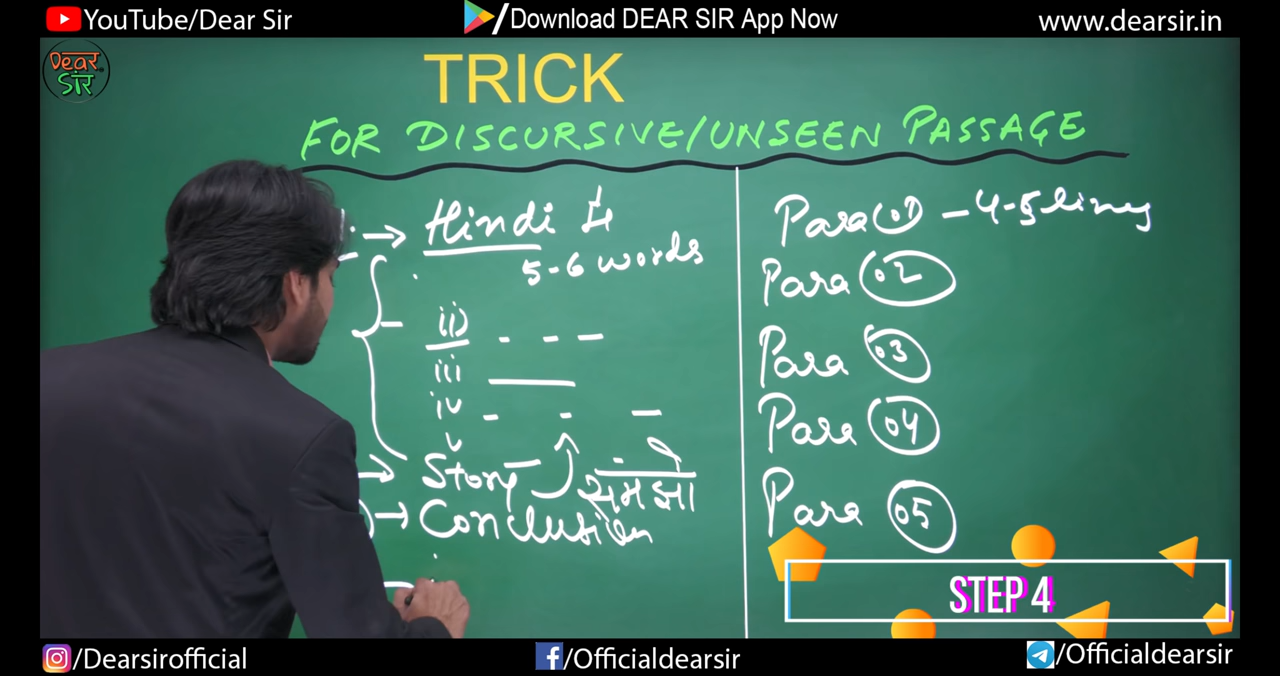 YouTube/Dear Sir
/Download DEAR SIR App Now
www.dearsir.in
Dear
सर
TRICK
FOR DISCURSIVE/UNSEEN PASSAGE
Hindi में
5-6 words
ii) - - -
iii
iv - - -
v
Story
समझा
Conclusion
Para 01 - 4-5 lines
Para 02
Para 03
Para 04
Para 05
STEP 4
/Dearsirofficial
/Officialdearsir
/Officialdearsir